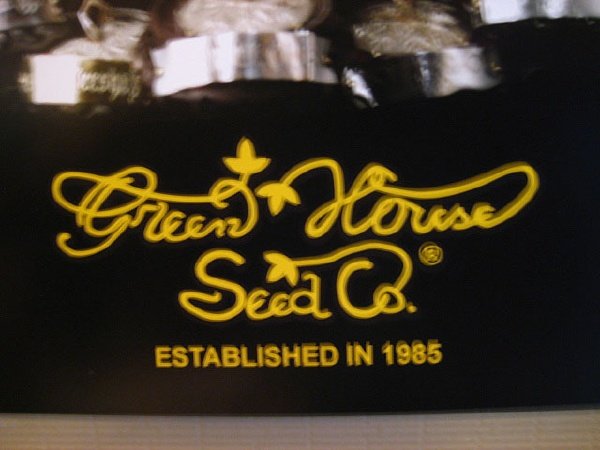 Green House
Seed Co.®
ESTABLISHED IN 1985